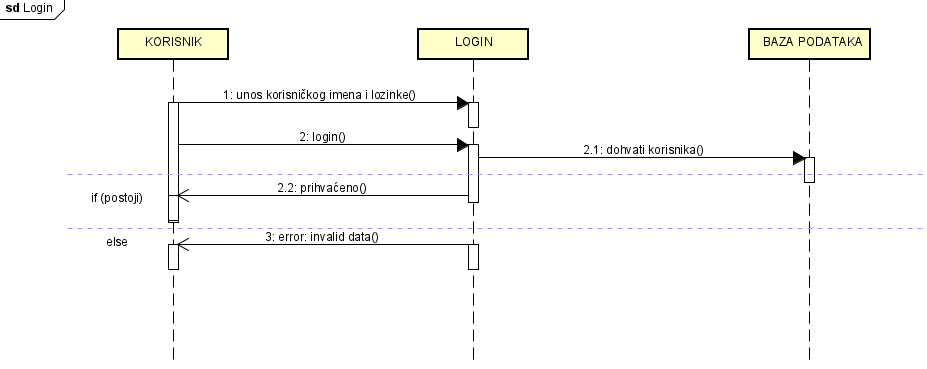 sd Login
KORISNIK
LOGIN
BAZA PODATAKA
1: unos korisničkog imena i lozinke()
2: login()
2.1: dohvati korisnika()
2.2: prihvaćeno()
if (postoji)
3: error: invalid data()
else